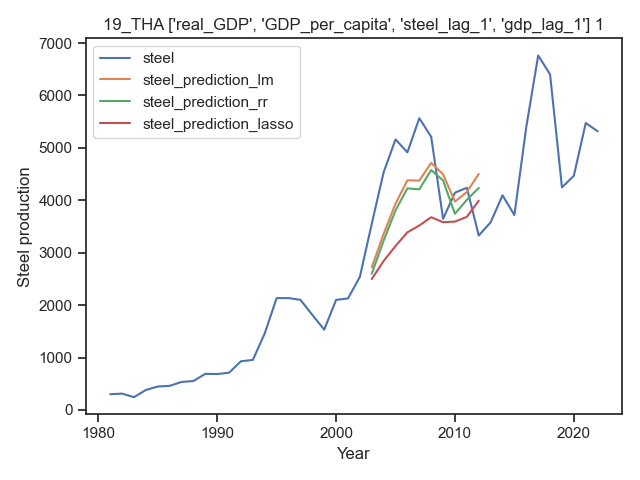 19_THA ['real_GDP', 'GDP_per_capita', 'steel_lag_1', 'gdp_lag_1'] 1
7000
6000
5000
4000
3000
2000
1000
0
Steel production
steel
steel_prediction_lm
steel_prediction_rr
steel_prediction_lasso
1980
1990
2000
2010
2020
Year